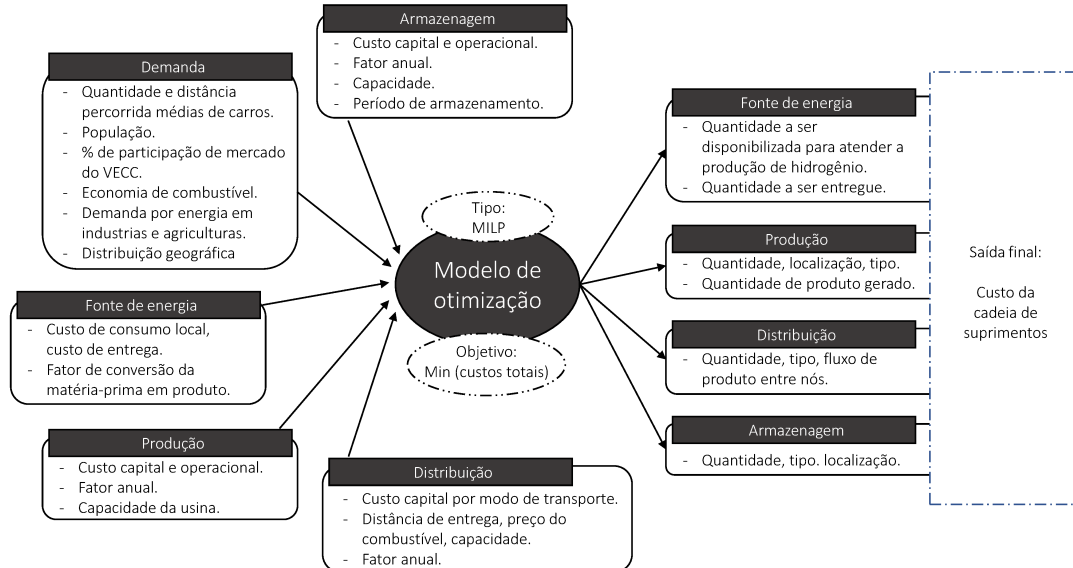 Armazenagem
- Custo capital e operacional.
- Fator anual.
- Capacidade.
- Período de armazenamento.
Demanda
- Quantidade e distância
percorrida médias de carros.
- População.
- % de participação de mercado
do VECC.
- Economia de combustível.
- Demanda por energia em
industrias e agriculturas.
- Distribuição geográfica
Fonte de energia
- Custo de consumo local,
custo de entrega.
- Fator de conversão da
matéria-prima em produto.
Produção
- Custo capital e operacional.
- Fator anual.
- Capacidade da usina.
Distribuição
- Custo capital por modo de transporte.
- Distância de entrega, preço do
combustível, capacidade.
- Fator anual.
Tipo:
MILP
Modelo de
otimização
Objetivo:
Min (custos totais)
Fonte de energia
- Quantidade a ser
disponibilizada para atender a
produção de hidrogênio.
- Quantidade a ser entregue.
Produção
- Quantidade, localização, tipo.
- Quantidade de produto gerado.
Distribuição
- Quantidade, tipo, fluxo de
produto entre nós.
Armazenagem
- Quantidade, tipo. localização.
Saída final:
Custo da
cadeia de
suprimentos